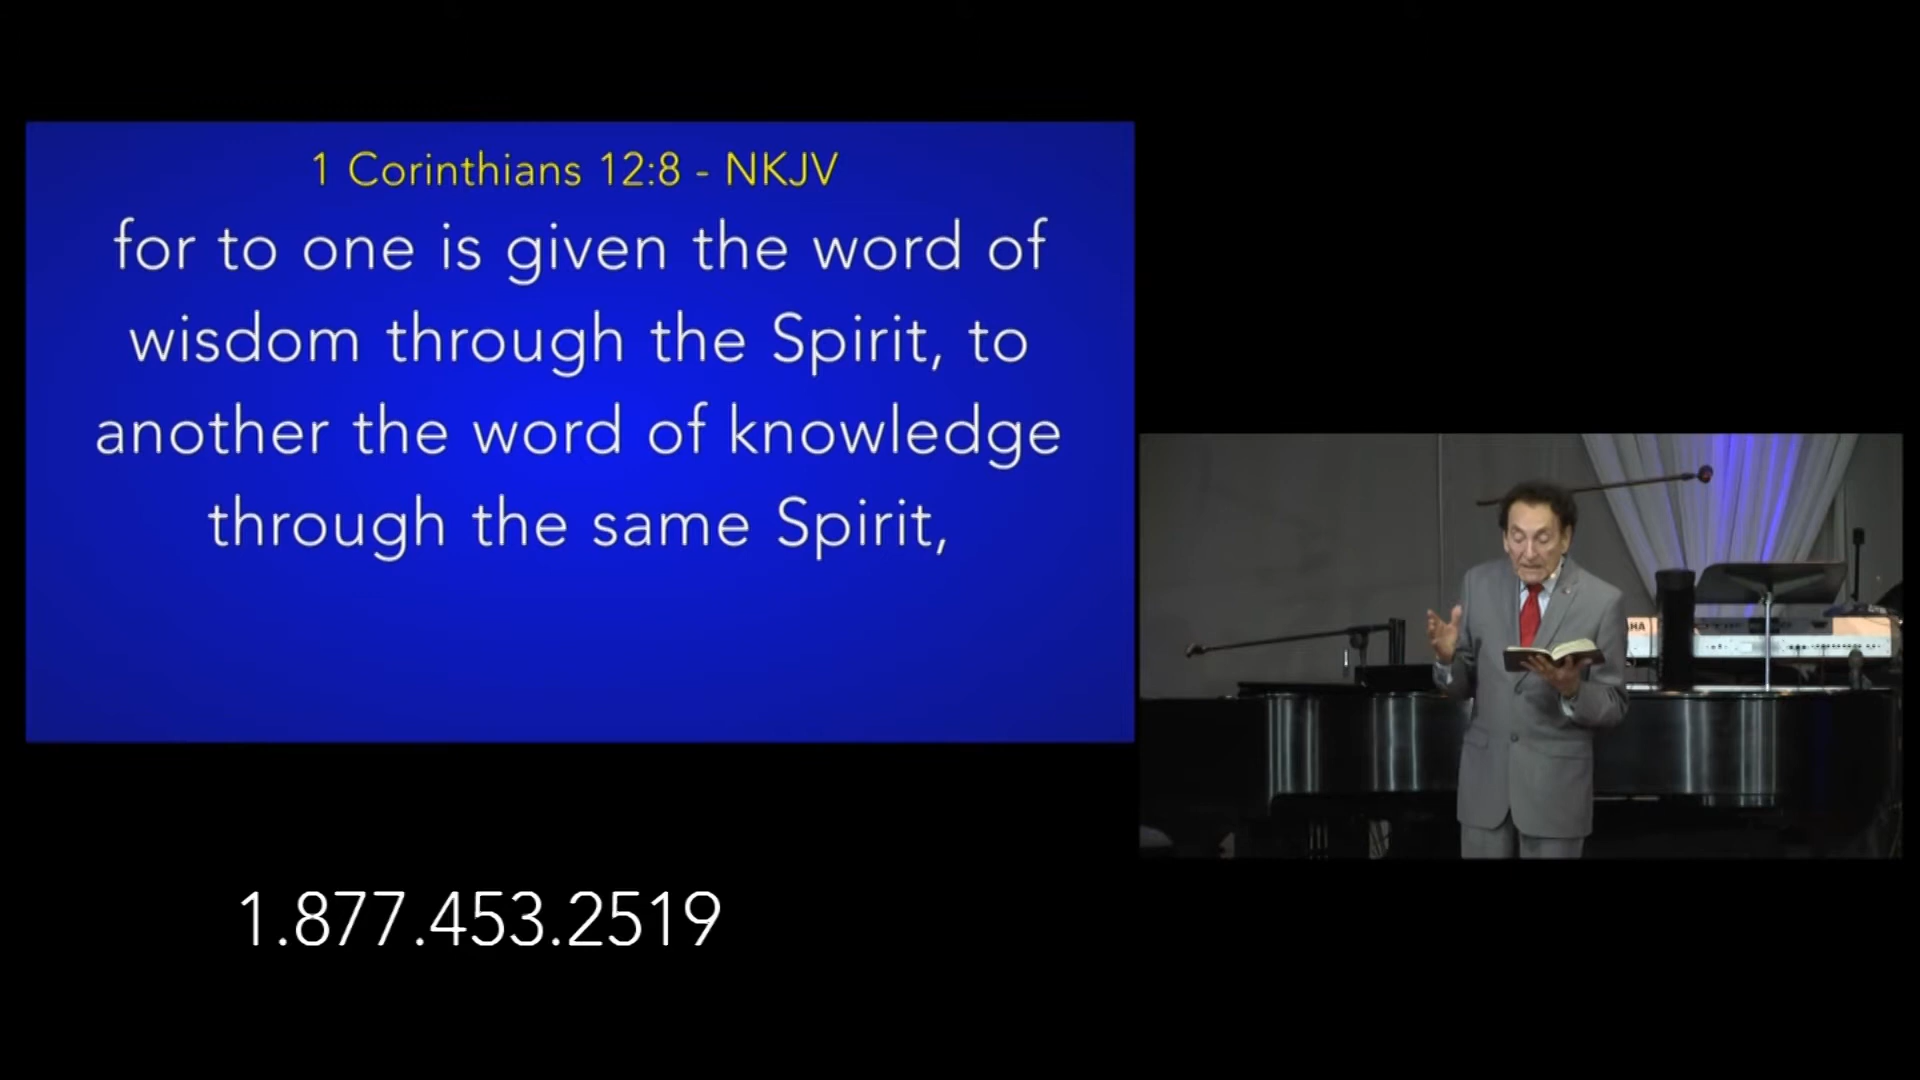 1 Corinthians 12:8 - NKJV
for to one is given the word of
wisdom through the Spirit, to
another the word of knowledge
through the same Spirit,
1.877.453.2519